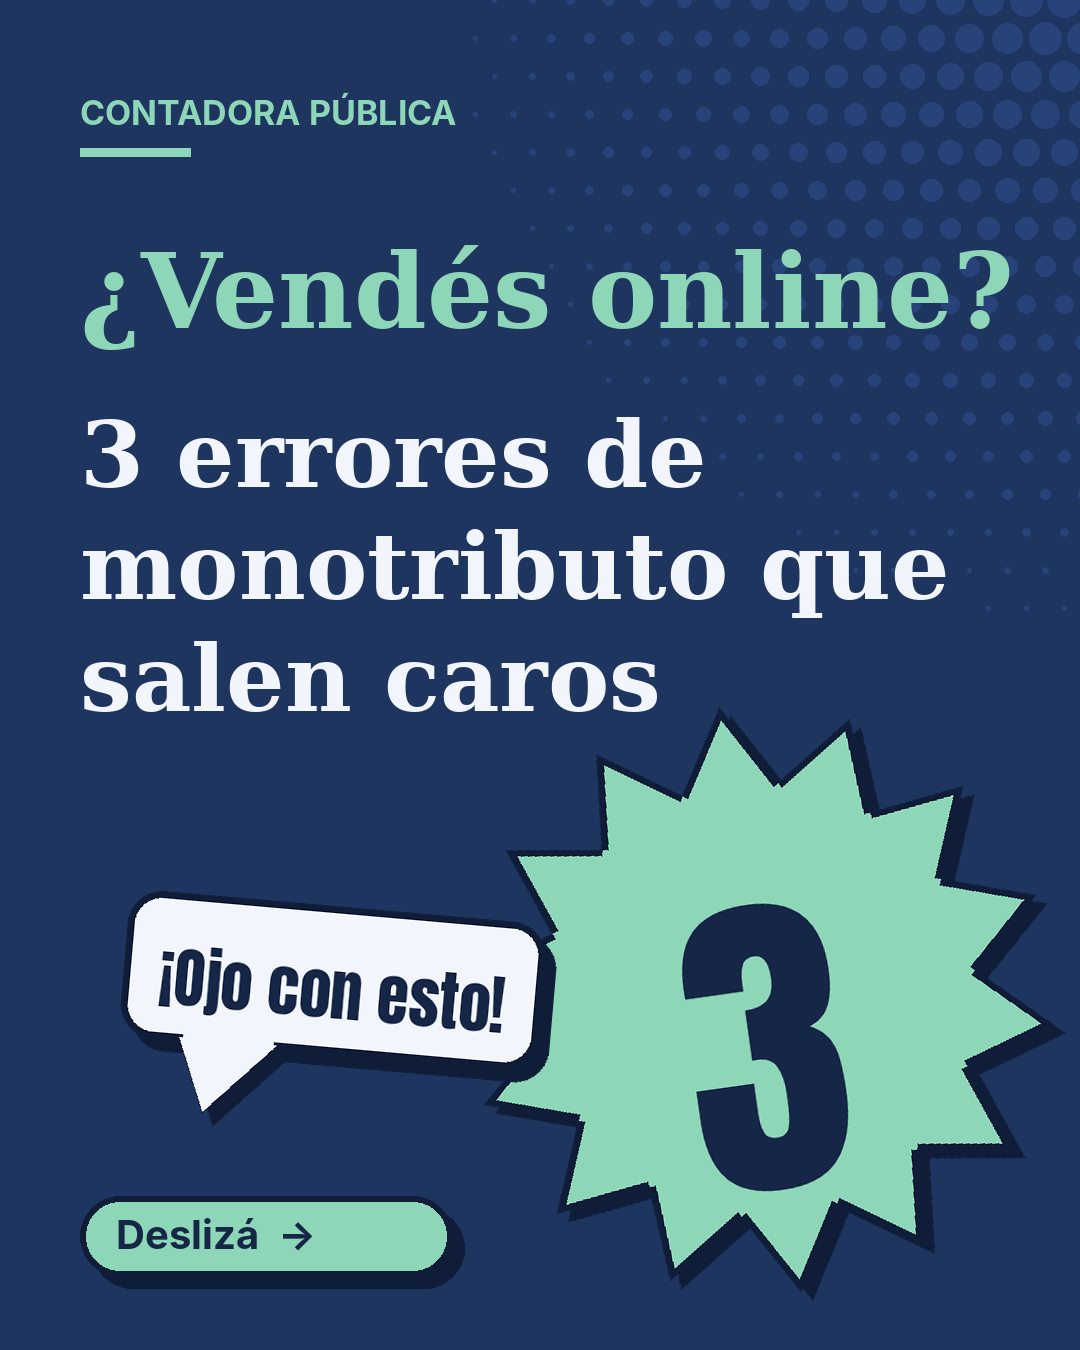 CONTADORA PÚBLICA
¿Vendés online?
3 errores de
monotributo que
salen caros
¡Ojo con esto!
3
Deslizá →